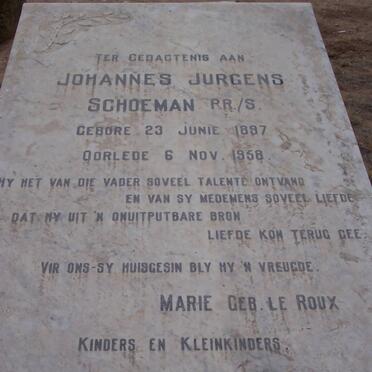 TER GEDAGTENIS AAN
JOHANNES JURGENS
SCHOEMAN PR./S.
GEBORE 23 JUNIE 1887
OORLEDE 6 NOV. 1958.
HY HET VAN DIE VADER SOVEEL TALENTE ONTVANG
EN VAN SY MEDEMENS SOVEEL LIEFDE
DAT HY UIT 'N ONUITPUTBARE BRON
LIEFDE KON TERUG GEE.
VIR ONS-SY HUISGESIN BLY HY 'N VREUGDE.
MARIE GEB. LE ROUX
KINDERS EN KLEINKINDERS.